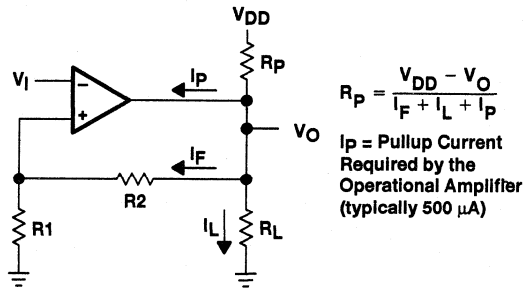 VDD
RP
IP
VI
−
+
VO
IF
R2
R1
IL
RL
RP = VDD − VO
IF + IL + IP
IP = Pullup Current
Required by the
Operational Amplifier
(typically 500 μA)